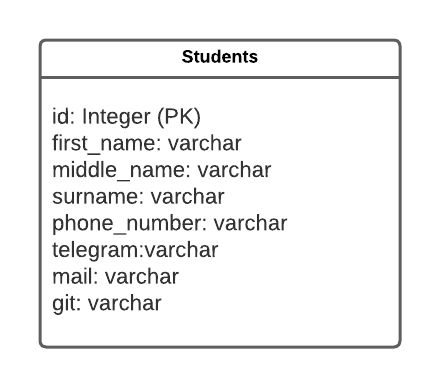 Students
id: Integer (PK)
first_name: varchar
middle_name: varchar
surname: varchar
phone_number: varchar
telegram:varchar
mail: varchar
git: varchar